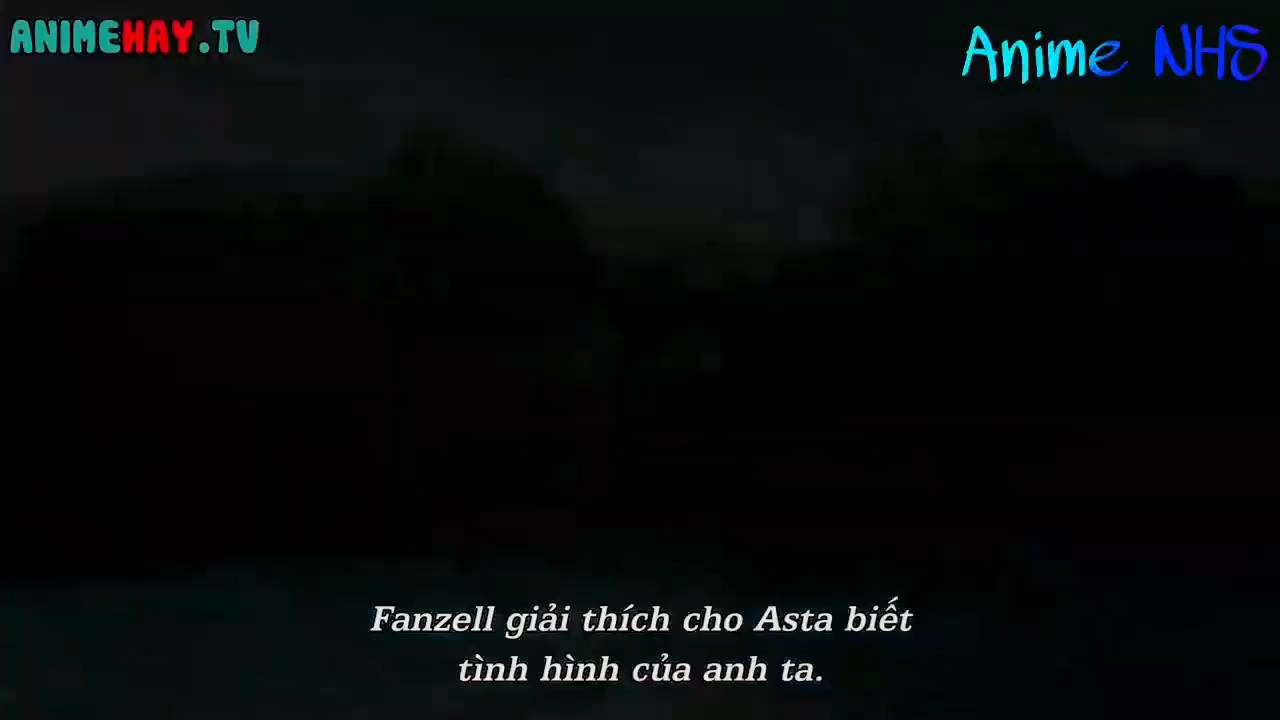 ANIMEHAY.TV
Anime NHS
Fanzell giải thích cho Asta biết
tình hình của anh ta.